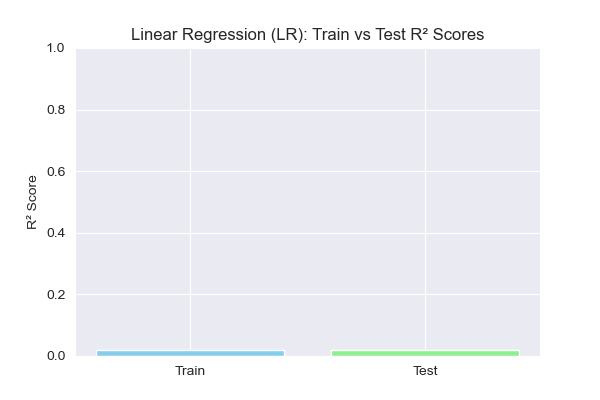 Linear Regression (LR): Train vs Test R² Scores
1.0
0.8
0.6
0.4
0.2
0.0
R² Score
Train Test